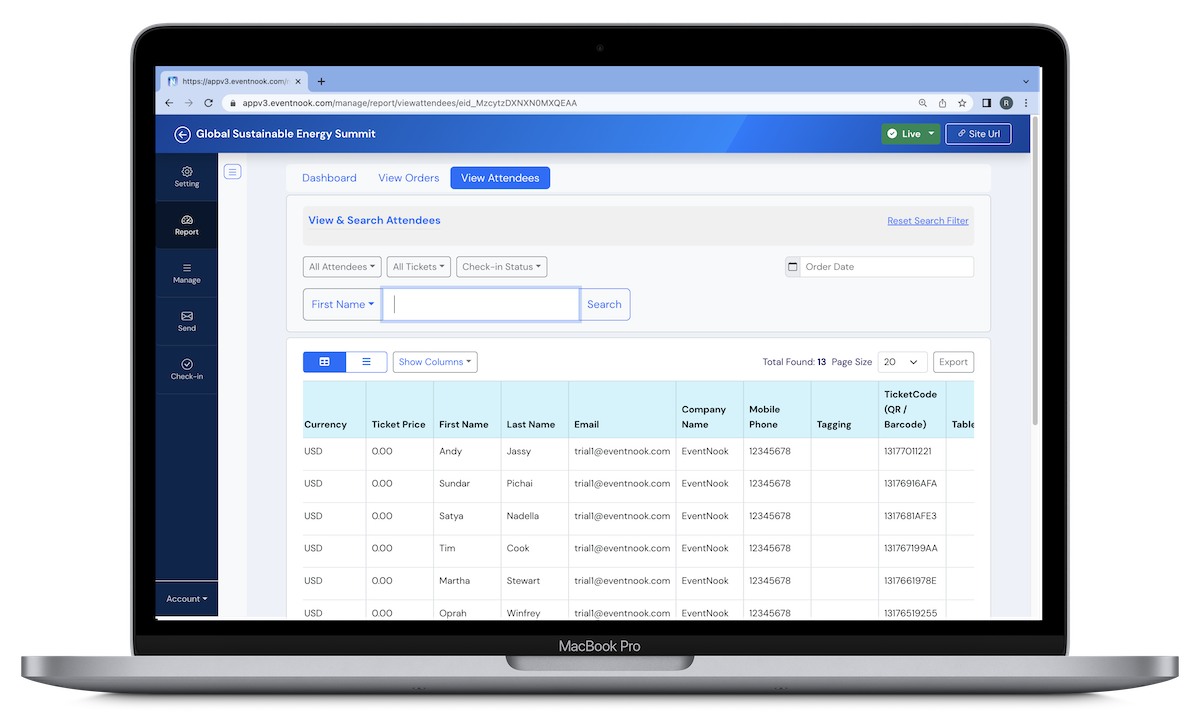 https://appv3.eventnook.com/
appv3.eventnook.com/manage/report/viewattendes/eid_MzcytzDXNXN0MXQEAA
R
Global Sustainable Energy Summit
Live
Site Url
Setting
Report
Manage
Send
Check-in
Account
Dashboard
View Orders
View Attendees
View & Search Attendees
Reset Search Filter
All Attendees
All Tickets
Check-in Status
Order Date
First Name
Search
Show Columns
Total Found: 13 Page Size
20
Export
Currency Ticket Price First Name Last Name Email Company Name Mobile Phone Tagging TicketCode (QR / Barcode) Table
USD 0.00 Andy Jassy trial1@eventnook.com EventNook 12345678 13177011221
USD 0.00 Sundar Pichai trial1@eventnook.com EventNook 12345678 13176916AFA
USD 0.00 Satya Nadella trial1@eventnook.com EventNook 12345678 1317681AFE3
USD 0.00 Tim Cook trial1@eventnook.com EventNook 12345678 131767199AA
USD 0.00 Martha Stewart trial1@eventnook.com EventNook 12345678 1317661978E
USD 0.00 Oprah Winfrey trial1@eventnook.com EventNook 12345678 13176519255
MacBook Pro